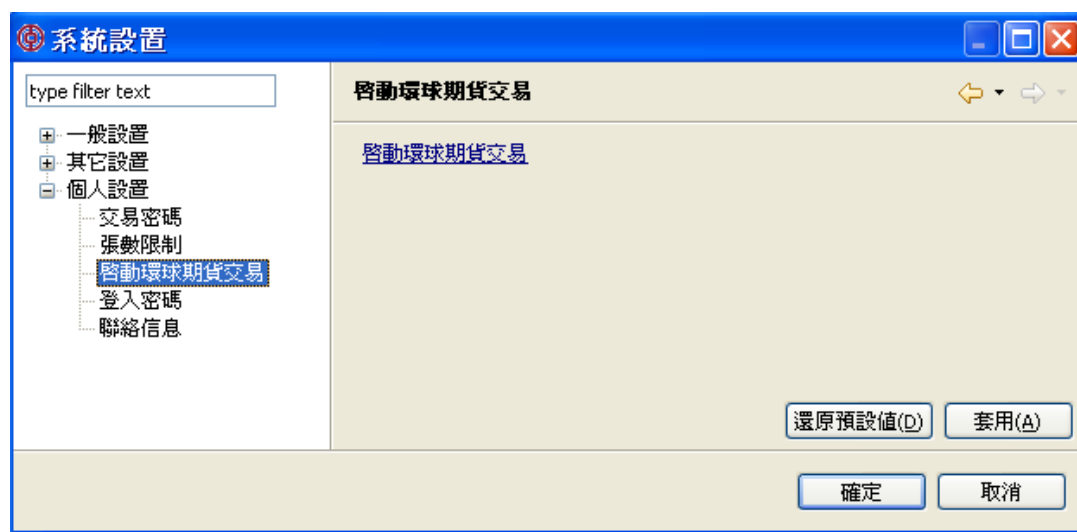 系統設置
type filter text
一般設置
其它設置
個人設置
交易密碼
張數限制
啓動環球期貨交易
登入密碼
聯絡信息
啓動環球期貨交易
啓動環球期貨交易
還原預設值(D)
套用(A)
確定
取消